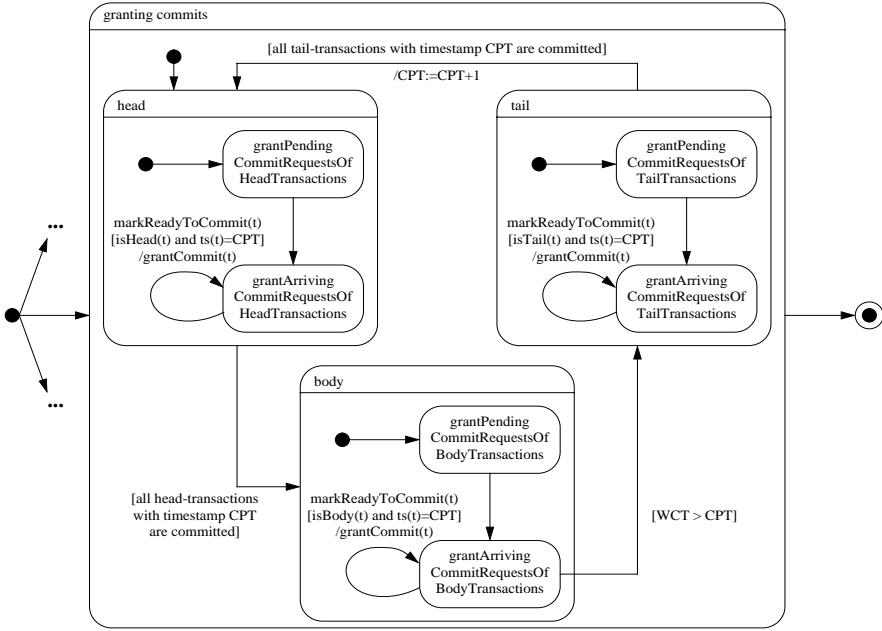 granting commits
[all tail-transactions with timestamp CPT are committed]
/CPT:=CPT+1
head
grantPending
CommitRequestsOf
HeadTransactions
markReadyToCommit(t)
[isHead(t) and ts(t)=CPT]
/grantCommit(t)
grantArriving
CommitRequestsOf
HeadTransactions
tail
grantPending
CommitRequestsOf
TailTransactions
markReadyToCommit(t)
[isTail(t) and ts(t)=CPT]
/grantCommit(t)
grantArriving
CommitRequestsOf
TailTransactions
...
...
body
grantPending
CommitRequestsOf
BodyTransactions
markReadyToCommit(t)
[isBody(t) and ts(t)=CPT]
/grantCommit(t)
grantArriving
CommitRequestsOf
BodyTransactions
[all head-transactions
with timestamp CPT
are committed]
[WCT > CPT]